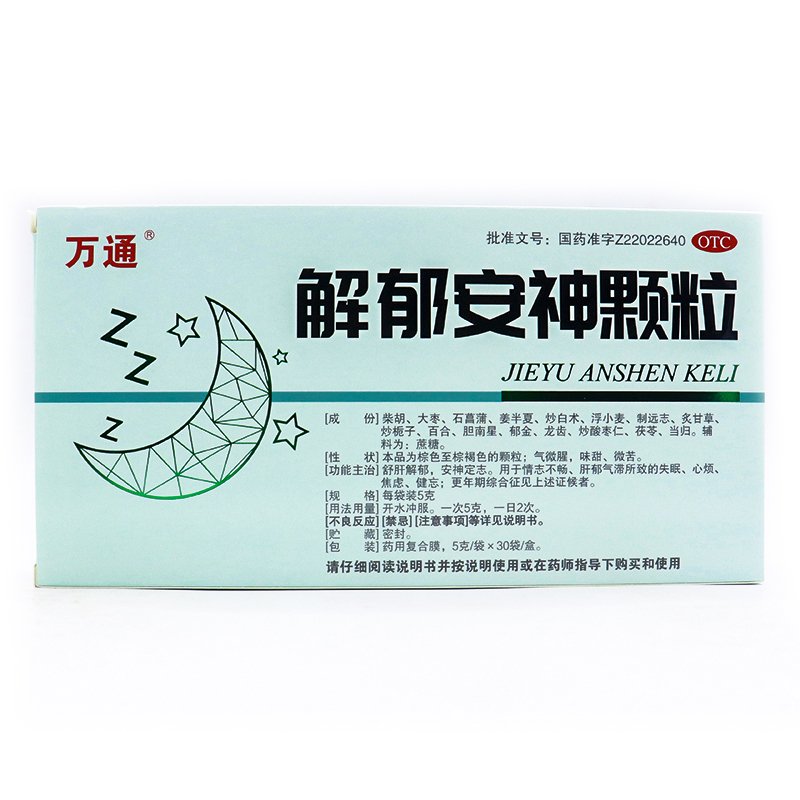 批准文号：国药准字Z22022640 OTC
万通®
解郁安神颗粒
JIEYU ANSHEN KELI
Z
Z
Z
[成　份]柴胡、大枣、石菖蒲、姜半夏、炒白术、浮小麦、制远志、炙甘草、
炒栀子、百合、胆南星、郁金、龙齿、炒酸枣仁、茯苓、当归。辅
料为：蔗糖。
[性　状]本品为棕色至棕褐色的颗粒；气微腥，味甜、微苦。
[功能主治]舒肝解郁，安神定志。用于情志不畅、肝郁气滞所致的失眠、心烦、
焦虑、健忘；更年期综合征见上述证候者。
[规　格]每袋装5克
[用法用量]开水冲服。一次5克，一日2次。
[不良反应][禁忌][注意事项]等详见说明书。
[贮　藏]密封。
[包　装]药用复合膜，5克/袋×30袋/盒。
请仔细阅读说明书并按说明使用或在药师指导下购买和使用